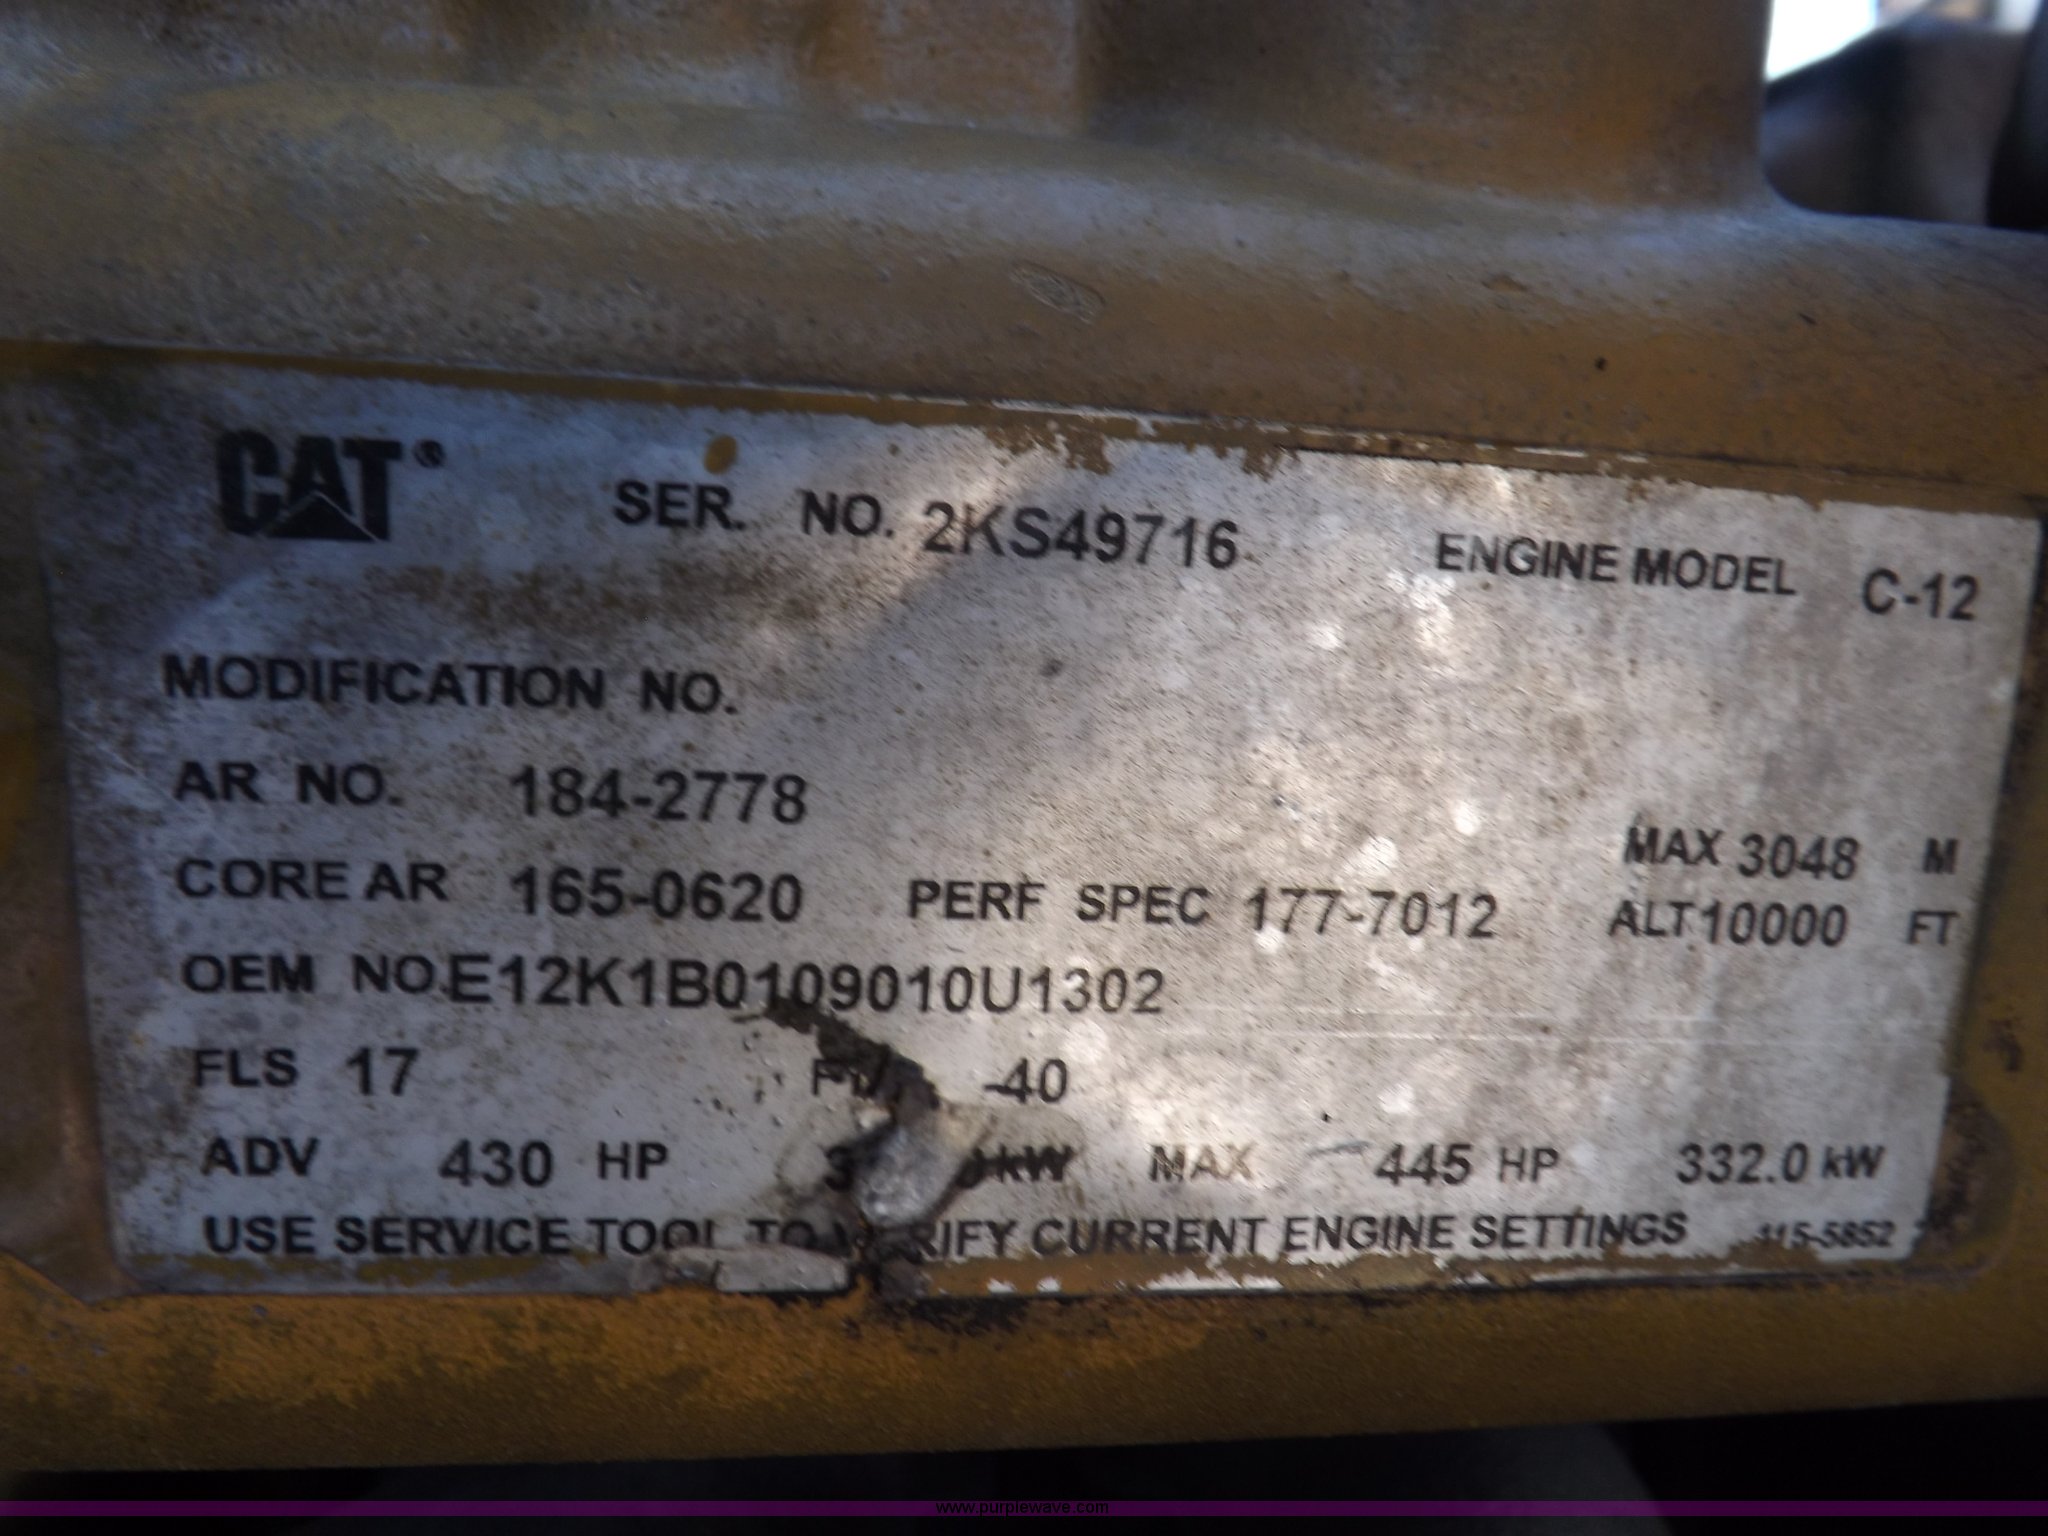 CAT® SER. NO. 2KS49716 ENGINE MODEL C-12
MODIFICATION NO.
AR NO. 184-2778
MAX 3048 M
CORE AR 165-0620 PERF SPEC 177-7012 ALT 10000 FT
OEM NO. E12K1B0109010U1302
FLS 17 -40
ADV 430 HP kW MAX 445 HP 332.0 kW
USE SERVICE TOOL TO CURRENT ENGINE SETTINGS 115-5852
www.purplewave.com